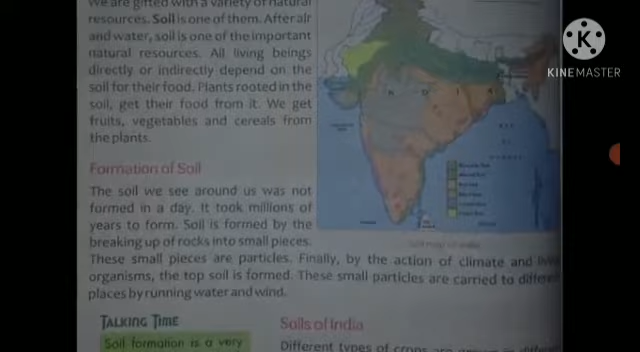 We are gifted with a variety of natural
resources. Soil is one of them. After air
and water, soil is one of the important
natural resources. All living beings
directly or indirectly depend on the
soil for their food. Plants rooted in the
soil, get their food from it. We get
fruits, vegetables and cereals from
the plants.
Formation of Soil
The soil we see around us was not
formed in a day. It took millions of
years to form. Soil is formed by the
breaking up of rocks into small pieces.
These small pieces are particles. Finally, by the action of climate and living
organisms, the top soil is formed. These small particles are carried to different
places by running water and wind.
TALKING TIME
Soil formation is a very
Soils of India
Different types of crops are grown in different
KINEMASTER